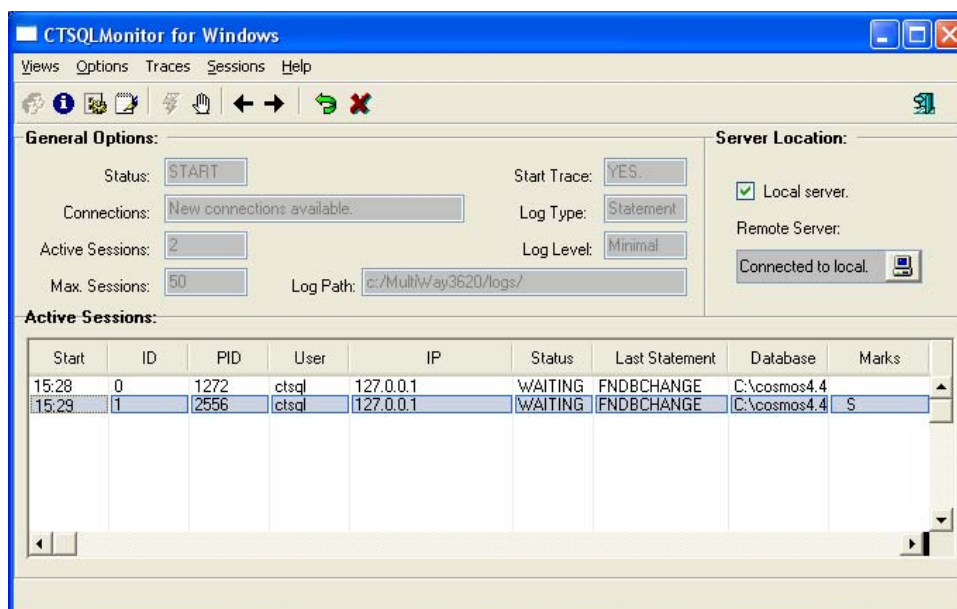 CTSQLMonitor for Windows
Views Options Traces Sessions Help
General Options:
Status: START
Start Trace: YES.
Connections: New connections available.
Log Type: Statement
Active Sessions: 2
Log Level: Minimal
Max. Sessions: 50
Log Path: c:/MultiWay3620/logs/
Server Location:
Local server.
Remote Server:
Connected to local.
Active Sessions:
Start ID PID User IP Status Last Statement Database Marks
15:28 0 1272 ctsql 127.0.0.1 WAITING FNDBCHANGE C:\cosmos4.4
15:29 1 2556 ctsql 127.0.0.1 WAITING FNDBCHANGE C:\cosmos4.4 S